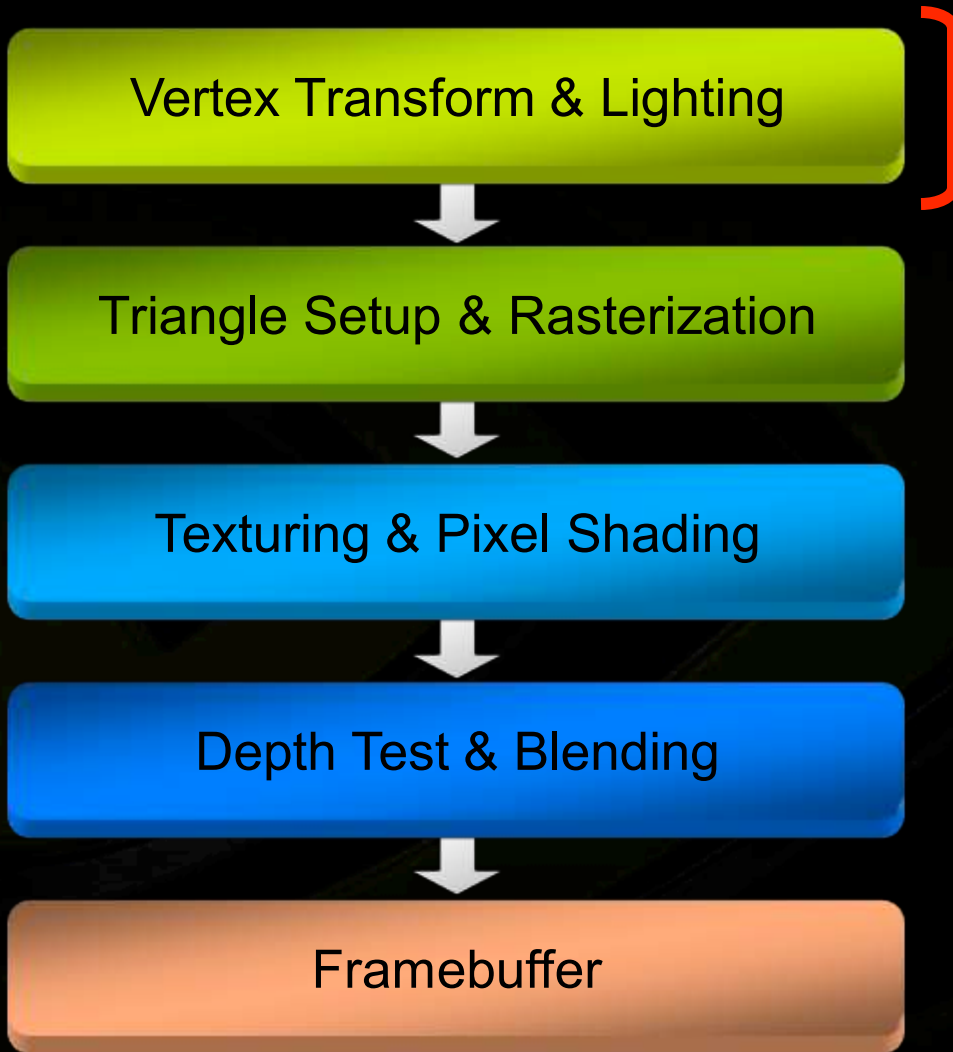 Vertex Transform & Lighting
Triangle Setup & Rasterization
Texturing & Pixel Shading
Depth Test & Blending
Framebuffer